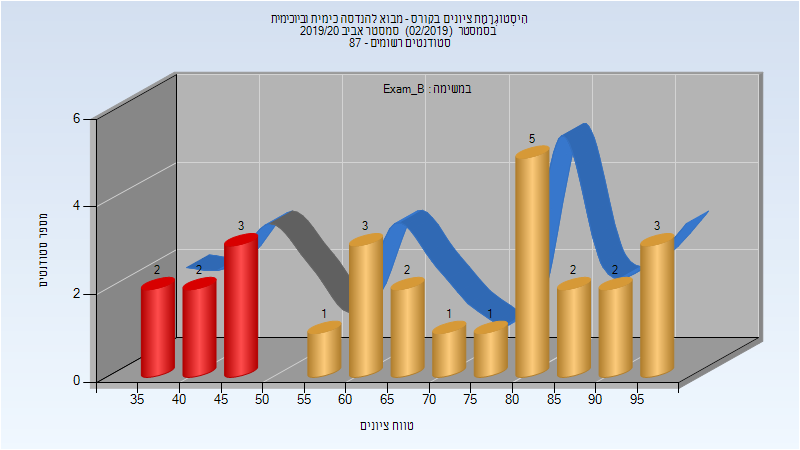 היסטוגרמת ציונים בקורס - מבוא להנדסה כימית וביוכימית
בסמסטר (02/2019) סמסטר אביב 2019/20
סטודנטים רשומים - 87
במשימה : Exam_B
מספר סטודנטים
6
4
2
0
2
2
3
1
3
2
1
1
5
2
2
3
35 40 45 50 55 60 65 70 75 80 85 90 95
טווח ציונים